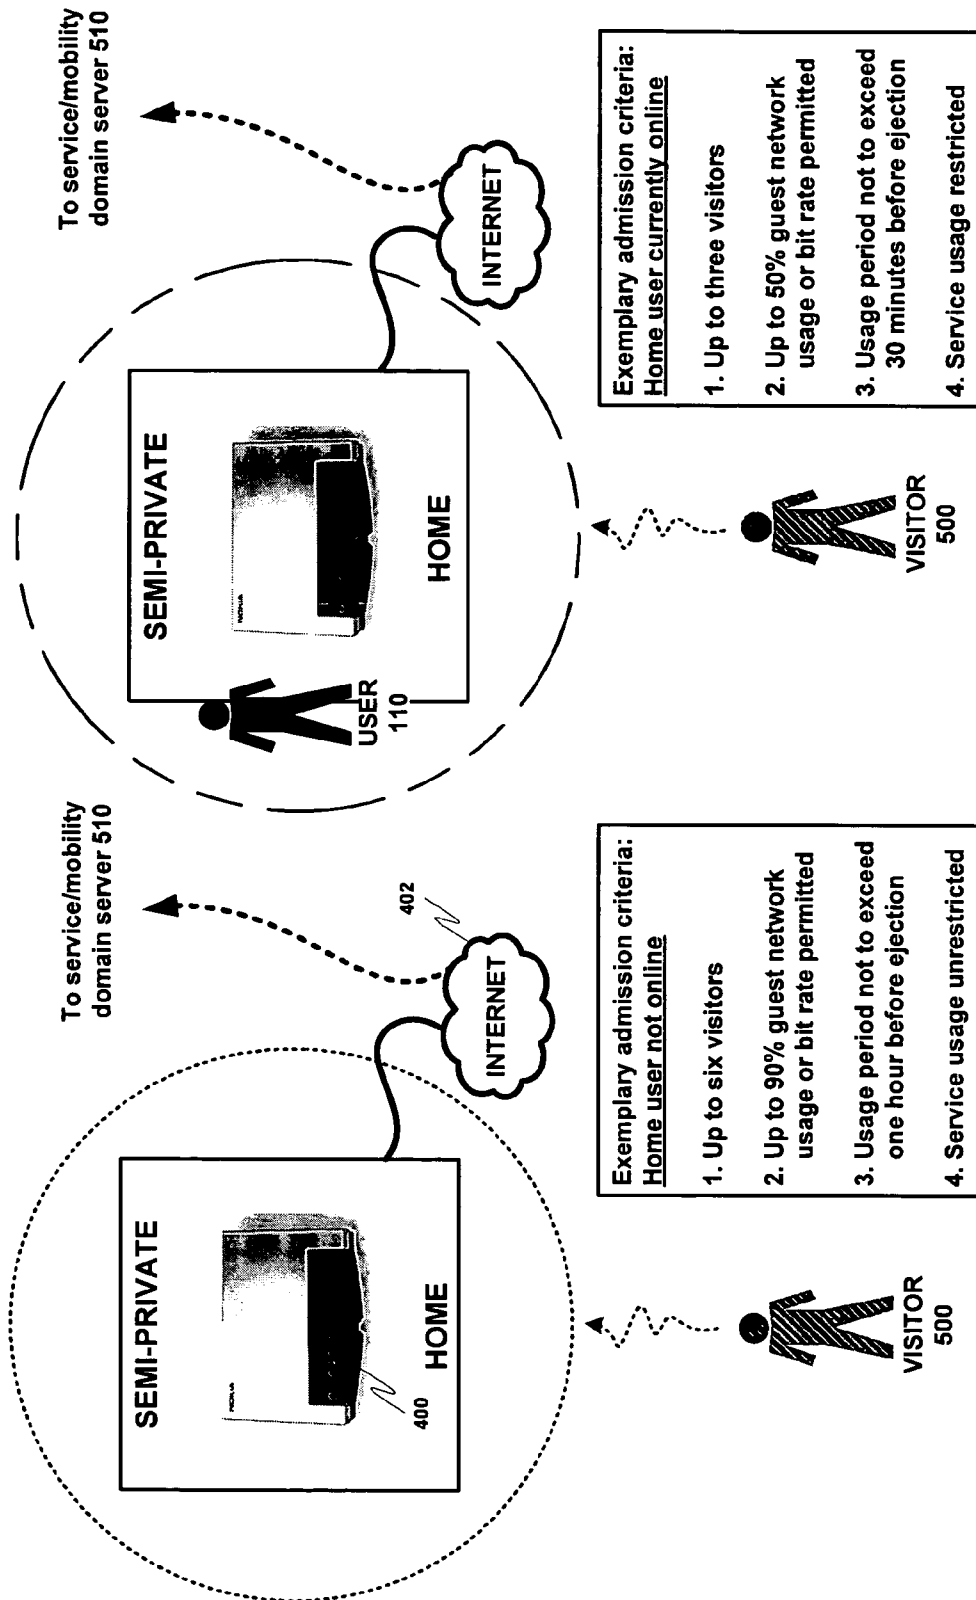 To service/mobility
domain server 510
SEMI-PRIVATE
NOKIA
HOME
400
INTERNET
402
VISITOR
500
Exemplary admission criteria:
Home user not online
1. Up to six visitors
2. Up to 90% guest network
usage or bit rate permitted
3. Usage period not to exceed
one hour before ejection
4. Service usage unrestricted
To service/mobility
domain server 510
SEMI-PRIVATE
NOKIA
HOME
USER
110
INTERNET
VISITOR
500
Exemplary admission criteria:
Home user currently online
1. Up to three visitors
2. Up to 50% guest network
usage or bit rate permitted
3. Usage period not to exceed
30 minutes before ejection
4. Service usage restricted